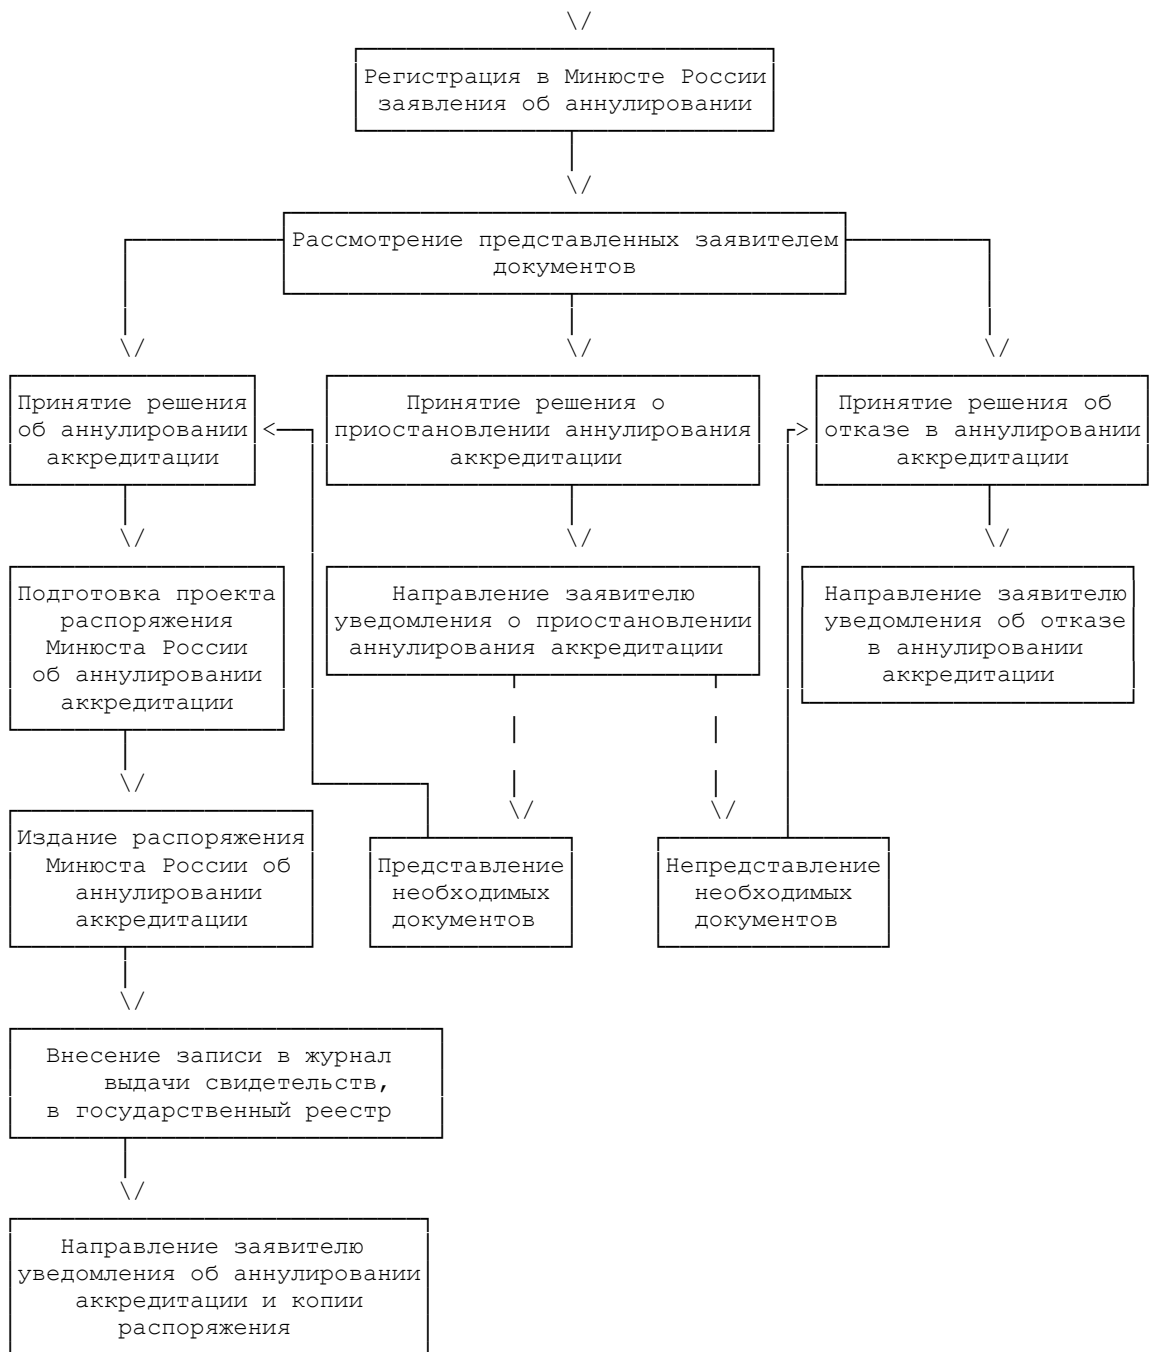 Регистрация в Минюсте России
заявления об аннулировании
Рассмотрение представленных заявителем
документов
Принятие решения
об аннулировании
аккредитации
Принятие решения о
приостановлении аннулирования
аккредитации
Принятие решения об
отказе в аннулировании
аккредитации
Подготовка проекта
распоряжения
Минюста России
об аннулировании
аккредитации
Направление заявителю
уведомления о приостановлении
аннулирования аккредитации
Направление заявителю
уведомления об отказе
в аннулировании
аккредитации
Издание распоряжения
Минюста России об
аннулировании
аккредитации
Представление
необходимых
документов
Непредставление
необходимых
документов
Внесение записи в журнал
выдачи свидетельств,
в государственный реестр
Направление заявителю
уведомления об аннулировании
аккредитации и копии
распоряжения